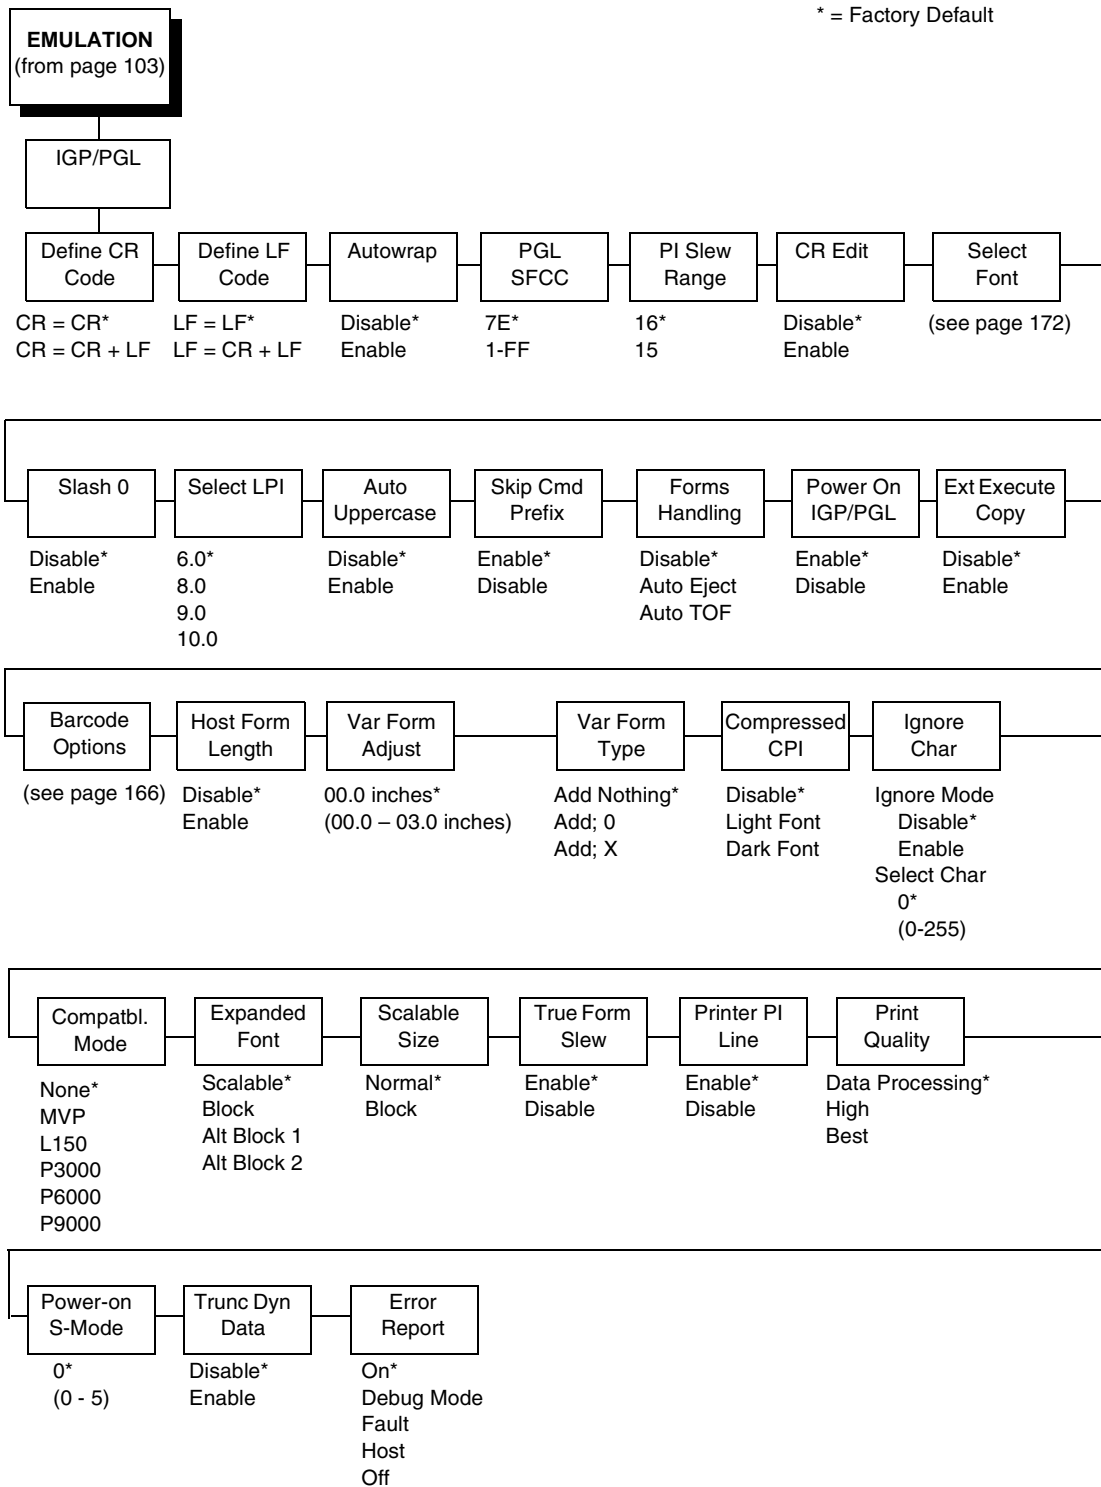 * = Factory Default
EMULATION
(from page 103)
IGP/PGL
Define CR
Code
CR = CR*
CR = CR + LF
Define LF
Code
LF = LF*
LF = CR + LF
Autowrap
Disable*
Enable
PGL
SFCC
7E*
1-FF
PI Slew
Range
16*
15
CR Edit
Disable*
Enable
Select
Font
(see page 172)
Slash 0
Disable*
Enable
Select LPI
6.0*
8.0
9.0
10.0
Auto
Uppercase
Disable*
Enable
Skip Cmd
Prefix
Enable*
Disable
Forms
Handling
Disable*
Auto Eject
Auto TOF
Power On
IGP/PGL
Enable*
Disable
Ext Execute
Copy
Disable*
Enable
Barcode
Options
(see page 166)
Host Form
Length
Disable*
Enable
Var Form
Adjust
00.0 inches*
(00.0 – 03.0 inches)
Var Form
Type
Add Nothing*
Add; 0
Add; X
Compressed
CPI
Disable*
Light Font
Dark Font
Ignore
Char
Ignore Mode
Disable*
Enable
Select Char
0*
(0-255)
Compatbl.
Mode
None*
MVP
L150
P3000
P6000
P9000
Expanded
Font
Scalable*
Block
Alt Block 1
Alt Block 2
Scalable
Size
Normal*
Block
True Form
Slew
Enable*
Disable
Printer PI
Line
Enable*
Disable
Print
Quality
Data Processing*
High
Best
Power-on
S-Mode
0*
(0 - 5)
Trunc Dyn
Data
Disable*
Enable
Error
Report
On*
Debug Mode
Fault
Host
Off